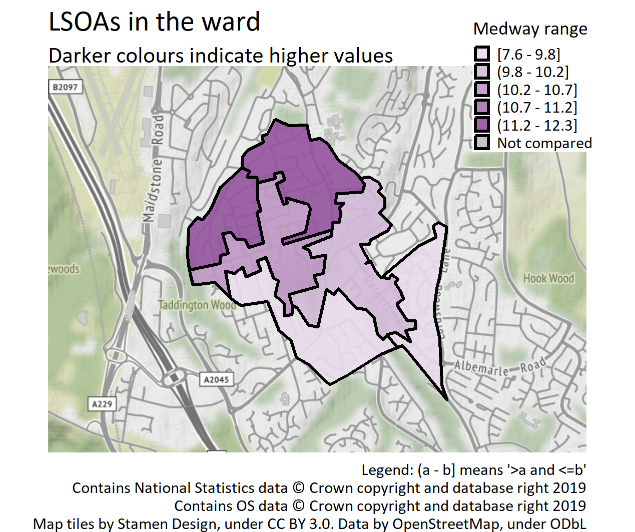 LSOAs in the ward
Darker colours indicate higher values
Medway range
[7.6 - 9.8]
(9.8 - 10.2]
(10.2 - 10.7]
(10.7 - 11.2]
(11.2 - 12.3]
Not compared
B2097
Maidstone Road
ewoods
Taddington Wood
Hook Wood
Lane
Albemarle Road
A2045
A229
Legend: (a - b] means '>a and <=b'
Contains National Statistics data © Crown copyright and database right 2019
Contains OS data © Crown copyright and database right 2019
Map tiles by Stamen Design, under CC BY 3.0. Data by OpenStreetMap, under ODbL